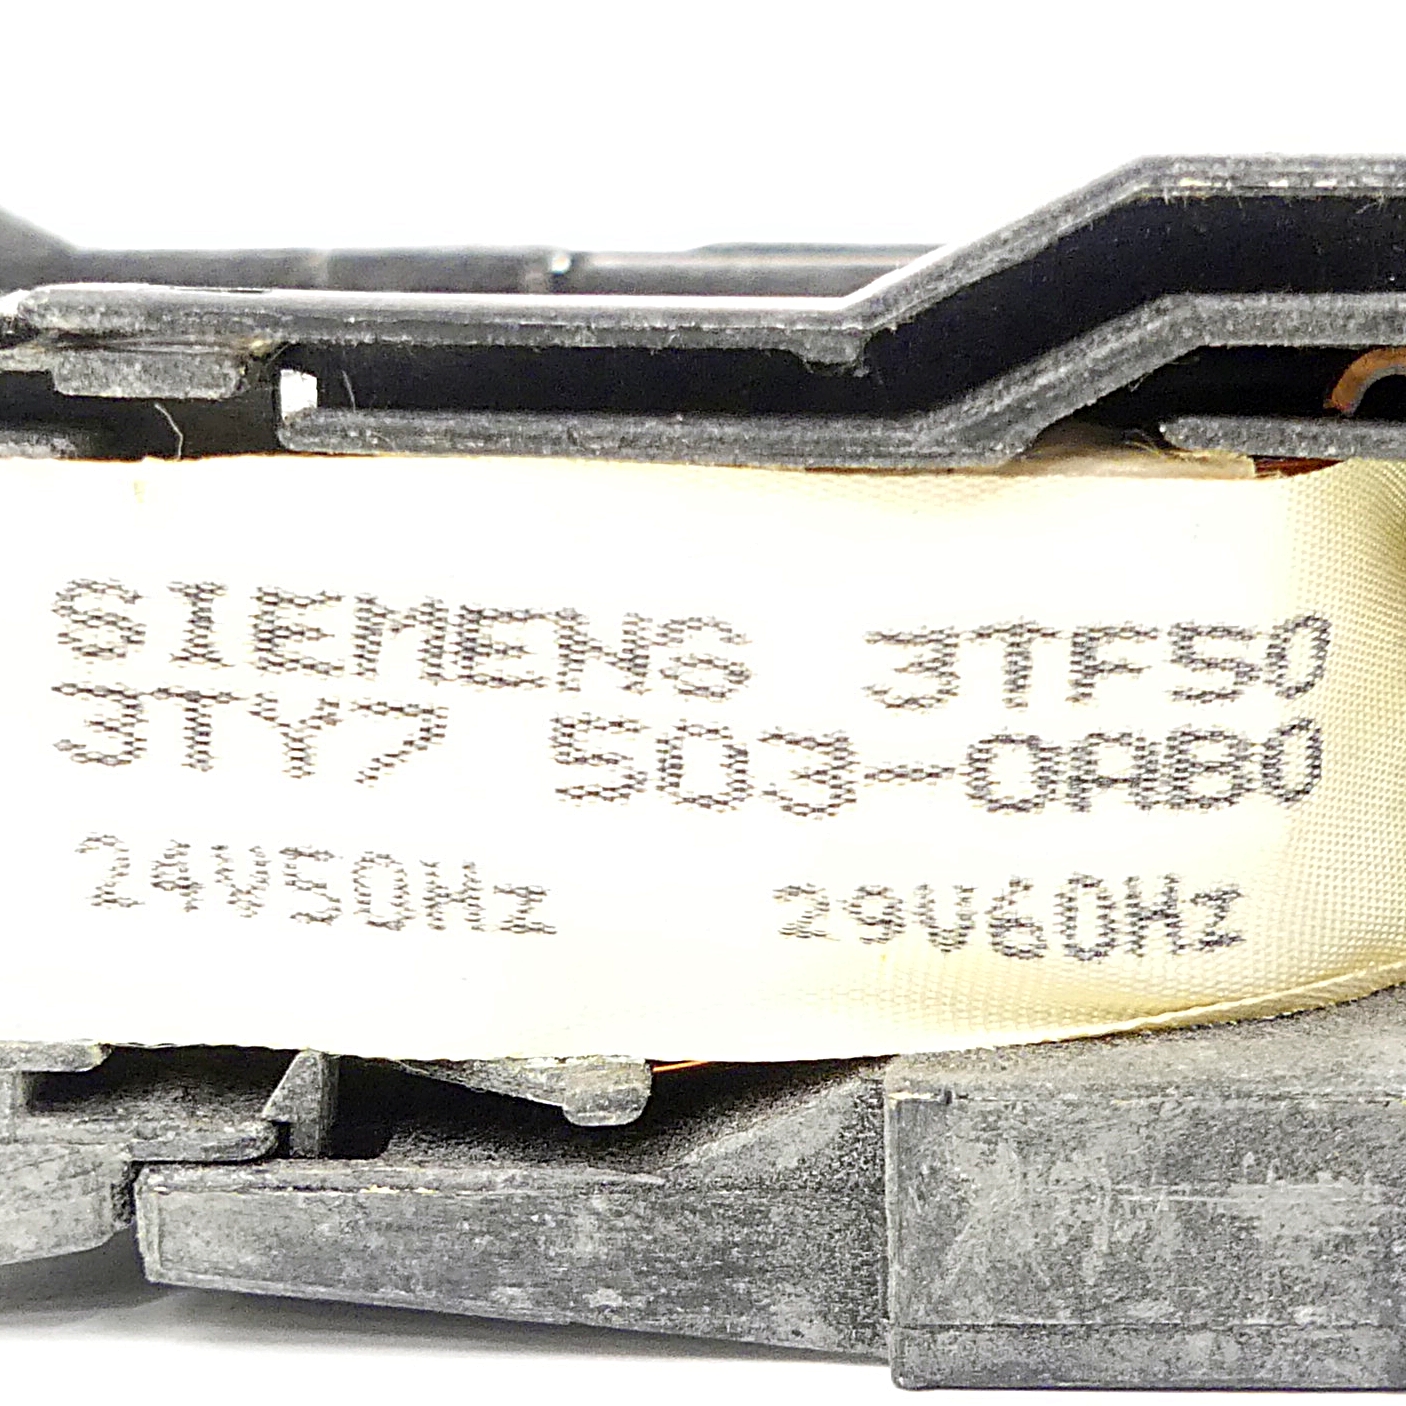 SIEMENS 3TF50
3TY7 503-0AB0
24V50Hz 29V60Hz